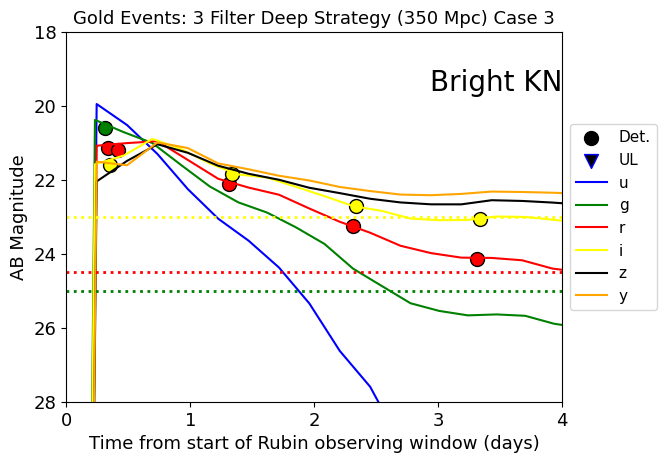 Gold Events: 3 Filter Deep Strategy (350 Mpc) Case 3
18
20
22
24
26
28
AB Magnitude
Bright KN
Det.
UL
u
g
r
i
z
y
0
1
2
3
4
Time from start of Rubin observing window (days)